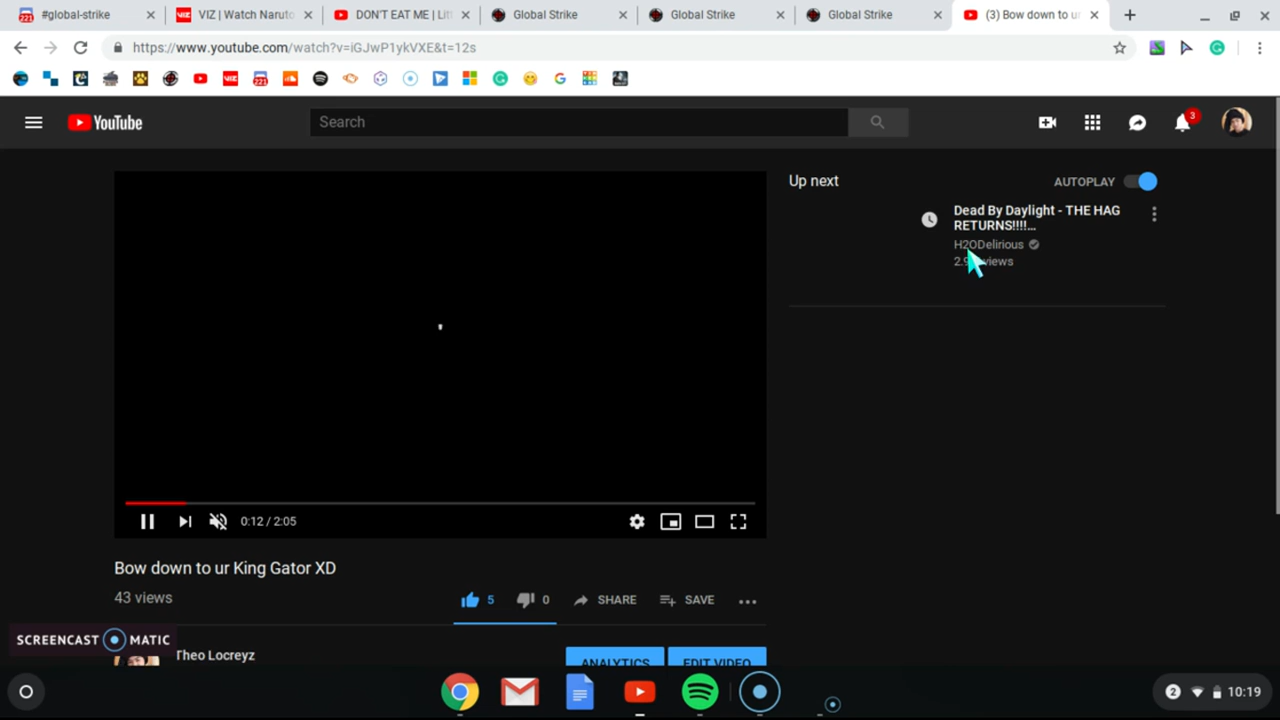 #global-strike
VIZ | Watch Naruto
DON'T EAT ME | Lit
Global Strike
Global Strike
Global Strike
(3) Bow down to ur
https://www.youtube.com/watch?v=iGJwP1ykVXE&t=12s
YouTube
Search
3
Up next
AUTOPLAY
Dead By Daylight - THE HAG
RETURNS!!!!...
H2ODelirious
views
0:12 / 2:05
Bow down to ur King Gator XD
43 views
5
0
SHARE
SAVE
SCREENCAST MATIC
Theo Locreyz
ANALYTICS
EDIT VIDEO
2
10:19